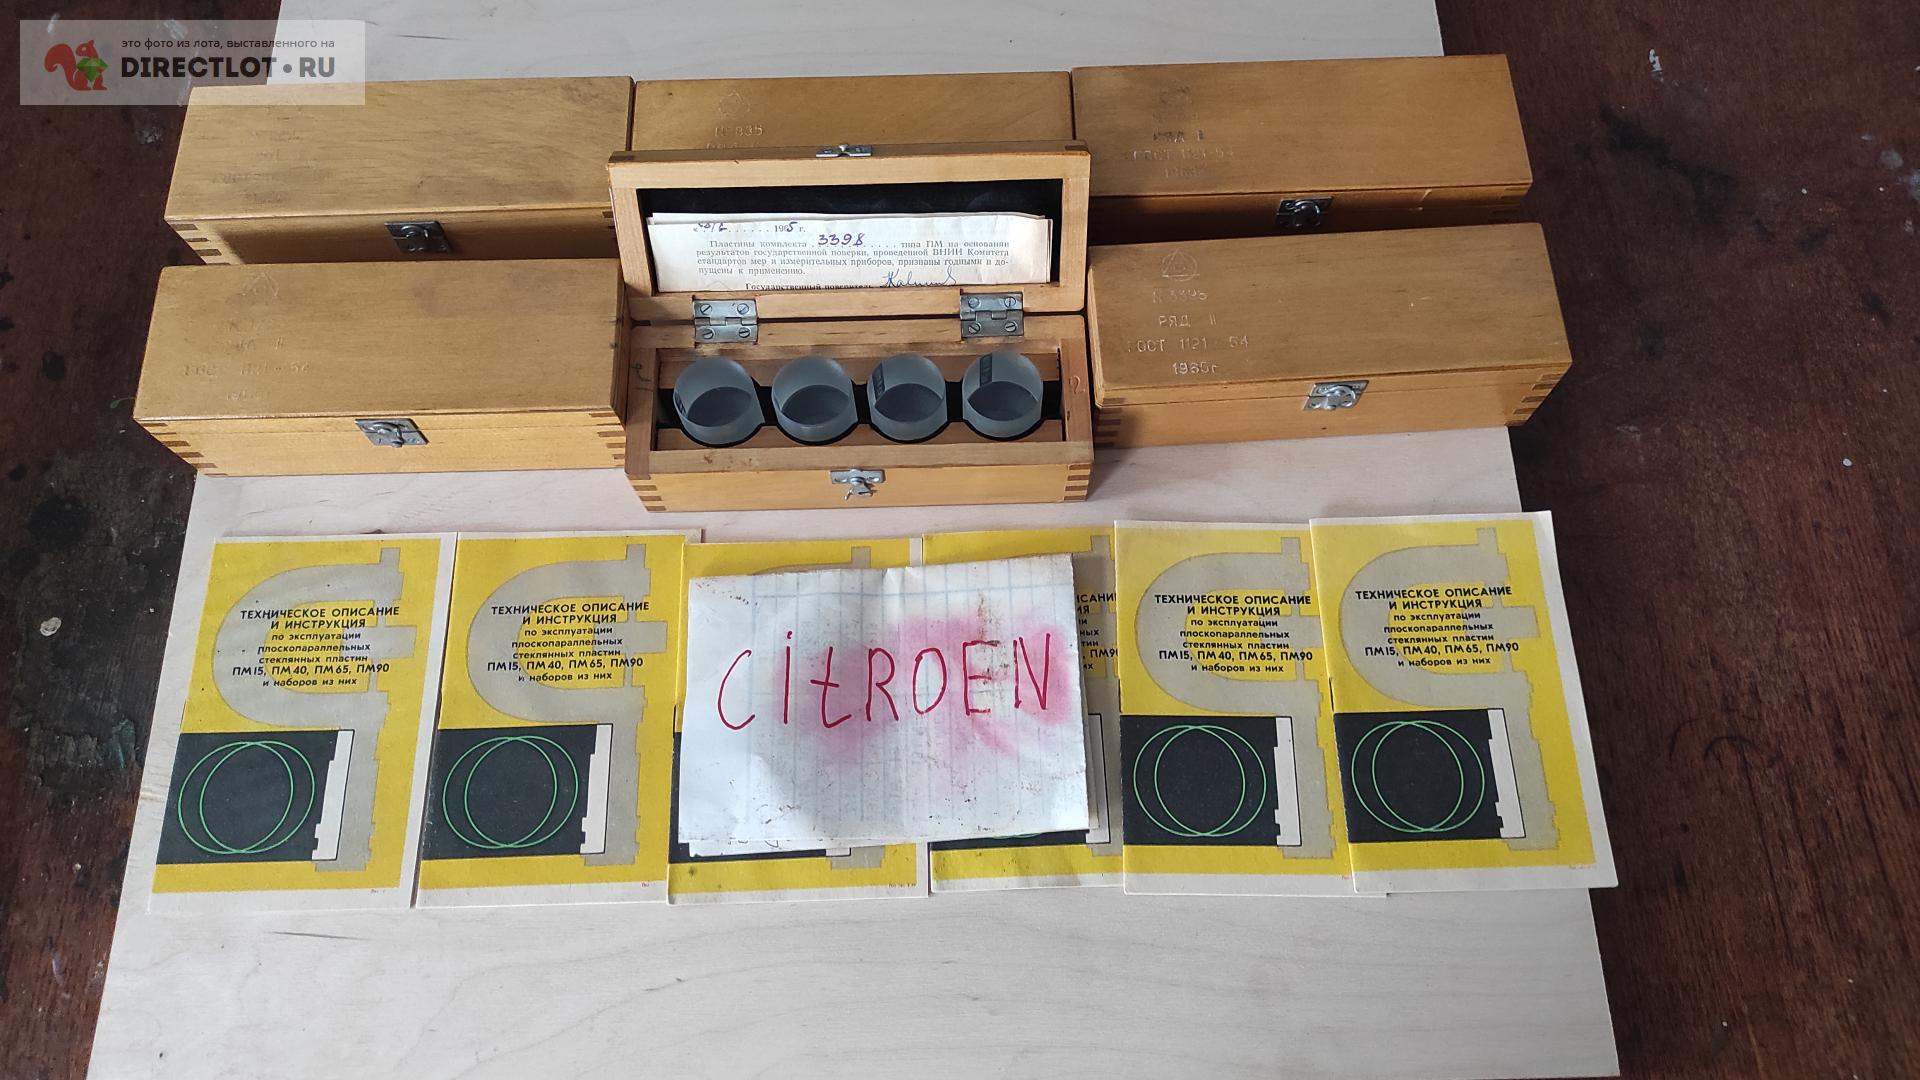 это фото из лота, выставленного на
DIRECTLOT.RU
РЯД II
ГОСТ 1121-54
1965 г.
Пластины комплекта 3398 типа ПМ на основании
результатов государственной поверки, проведенной ВНИИ Комитета
стандартов мер и измерительных приборов, признаны годными и до-
пущены к применению.
Государственный поверитель
РЯД II
ГОСТ 1121-54
1965г
ТЕХНИЧЕСКОЕ ОПИСАНИЕ
И ИНСТРУКЦИЯ
по эксплуатации
плоскопараллельных
стеклянных пластин
ПМ15, ПМ40, ПМ65, ПМ90
и наборов из них
ТЕХНИЧЕСКОЕ ОПИСАНИЕ
И ИНСТРУКЦИЯ
по эксплуатации
плоскопараллельных
стеклянных пластин
ПМ15, ПМ40, ПМ65, ПМ90
и наборов из них
CitROEN
ТЕХНИЧЕСКОЕ ОПИСАНИЕ
И ИНСТРУКЦИЯ
по эксплуатации
плоскопараллельных
стеклянных пластин
ПМ15, ПМ40, ПМ65, ПМ90
и наборов из них
ТЕХНИЧЕСКОЕ ОПИСАНИЕ
И ИНСТРУКЦИЯ
по эксплуатации
плоскопараллельных
стеклянных пластин
ПМ15, ПМ40, ПМ65, ПМ90
и наборов из них